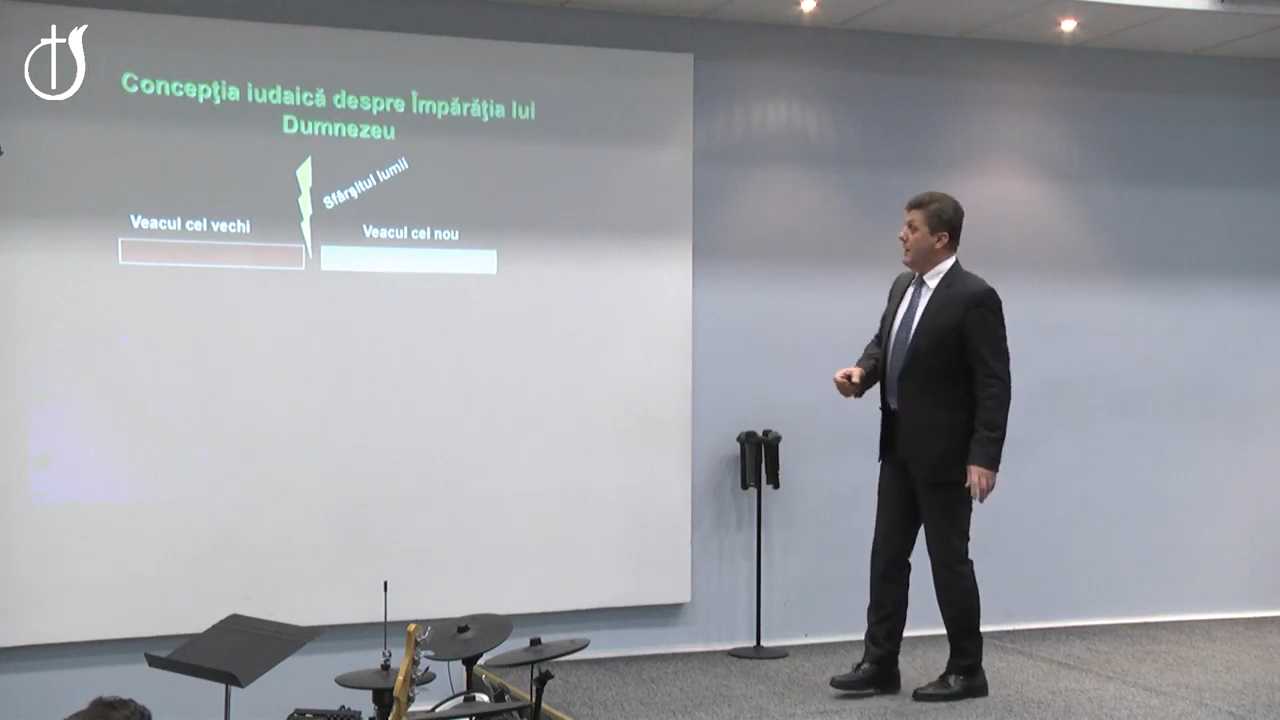 Concepţia iudaică despre Împărăţia lui
Dumnezeu
Sfârşitul lumii
Veacul cel vechi
Veacul cel nou